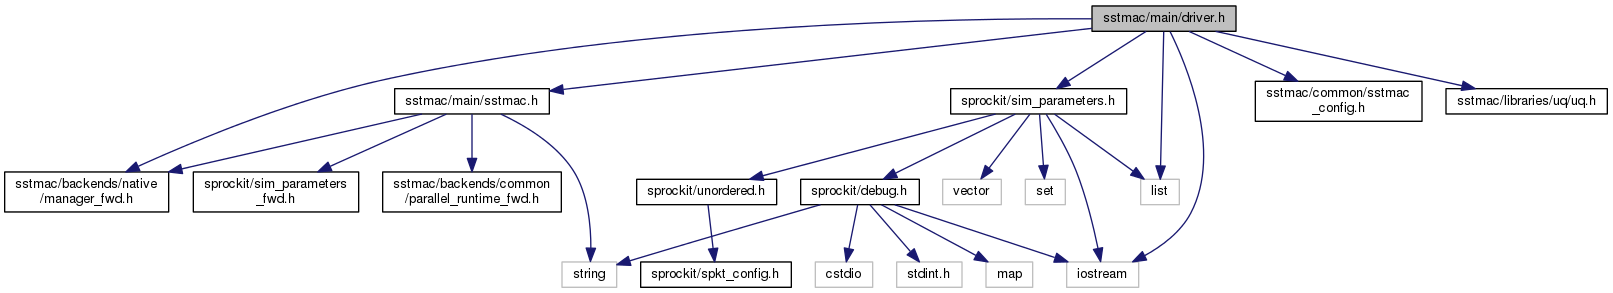 sstmac/main/driver.h
sstmac/main/sstmac.h
sprockit/sim_parameters.h
sstmac/common/sstmac
_config.h
sstmac/libraries/uq/uq.h
sstmac/backends/native
/manager_fwd.h
sprockit/sim_parameters
_fwd.h
sstmac/backends/common
/parallel_runtime_fwd.h
sprockit/unordered.h
sprockit/debug.h
vector
set
list
string
sprockit/spkt_config.h
cstdio
stdint.h
map
iostream